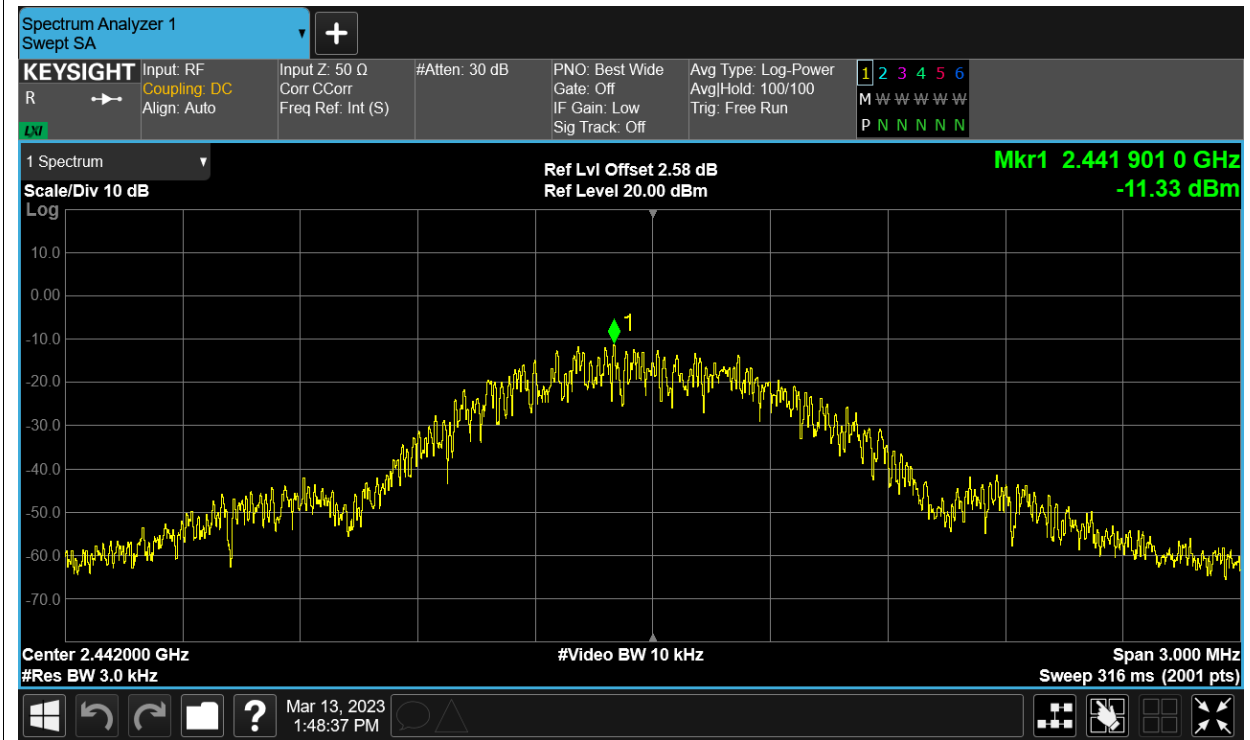 Spectrum Analyzer 1
Swept SA
KEYSIGHT
R
LXI
Input: RF
Coupling: DC
Align: Auto
Input Z: 50 Ω
Corr CCorr
Freq Ref: Int (S)
#Atten: 30 dB
PNO: Best Wide
Gate: Off
IF Gain: Low
Sig Track: Off
Avg Type: Log-Power
Avg|Hold: 100/100
Trig: Free Run
1 2 3 4 5 6
M W W W W W
P N N N N N
1 Spectrum
Scale/Div 10 dB
Log
Ref Lvl Offset 2.58 dB
Ref Level 20.00 dBm
Mkr1 2.441 901 0 GHz
-11.33 dBm
10.0
0.00
-10.0
-20.0
-30.0
-40.0
-50.0
-60.0
-70.0
1
Center 2.442000 GHz
#Res BW 3.0 kHz
#Video BW 10 kHz
Span 3.000 MHz
Sweep 316 ms (2001 pts)
?
Mar 13, 2023
1:48:37 PM